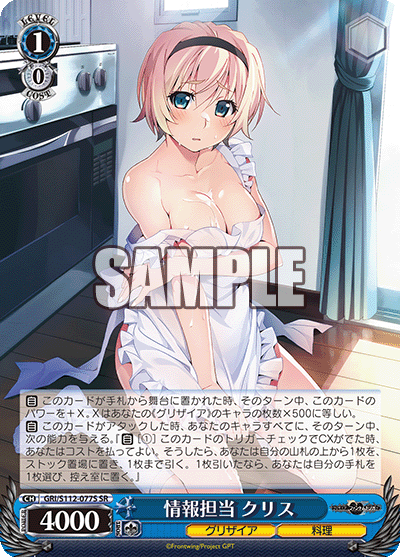 LEVEL
1
0
COST
SAMPLE
自 このカードが手札から舞台に置かれた時、そのターン中、このカードの
パワーを+X。Xはあなたの《グリザイア》のキャラの枚数×500に等しい。
自 このカードがアタックした時、あなたのキャラすべてに、そのターン中、
次の能力を与える。『自 [(1)] このカードのトリガーチェックでCXがでた時、
あなたはコストを払ってよい。そうしたら、あなたは自分の山札の上から1枚を、
ストック置場に置き、1枚まで引く。1枚引いたなら、あなたは自分の手札を
1枚選び、控え室に置く。』
CH GRI/S112-077S SR
POWER
4000
情報担当 クリス
グリザイア
料理
©Frontwing/Project GPT